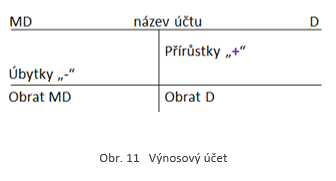 MD název účtu D
Přírůstky „+“
Úbytky „-“
Obrat MD Obrat D
Obr. 11 Výnosový účet